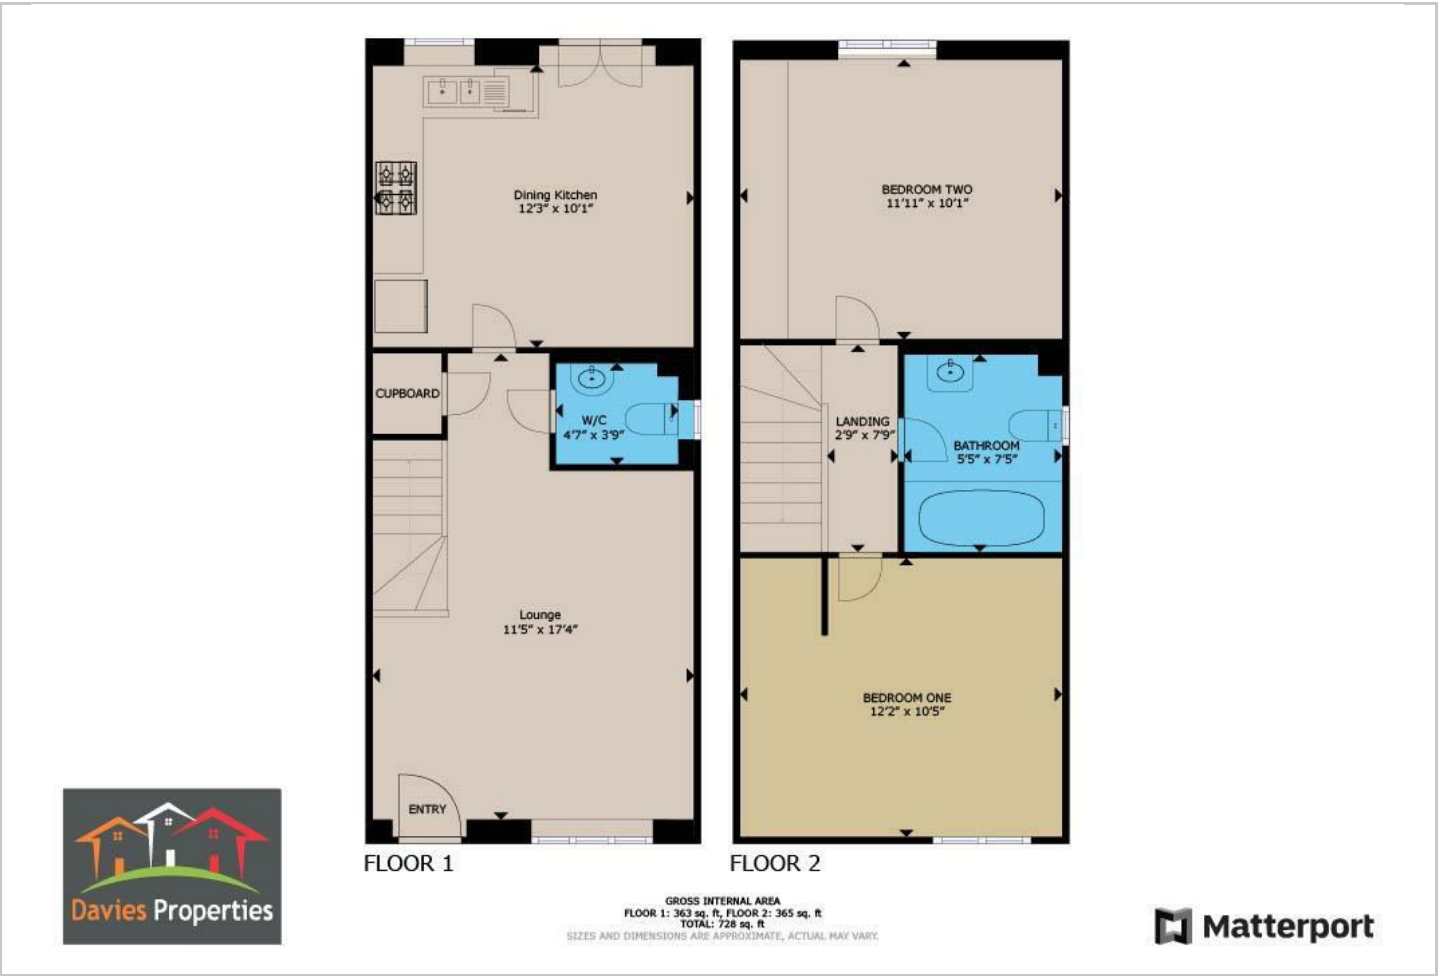 Dining Kitchen
12'3" x 10'1"
CUPBOARD
W/C
4'7" x 3'9"
Lounge
11'5" x 17'4"
ENTRY
FLOOR 1
BEDROOM TWO
11'11" x 10'1"
LANDING
2'9" x 7'9"
BATHROOM
5'5" x 7'5"
BEDROOM ONE
12'2" x 10'5"
FLOOR 2
Davies Properties
GROSS INTERNAL AREA
FLOOR 1: 363 sq. ft, FLOOR 2: 365 sq. ft
TOTAL: 728 sq. ft
SIZES AND DIMENSIONS ARE APPROXIMATE, ACTUAL MAY VARY.
Matterport